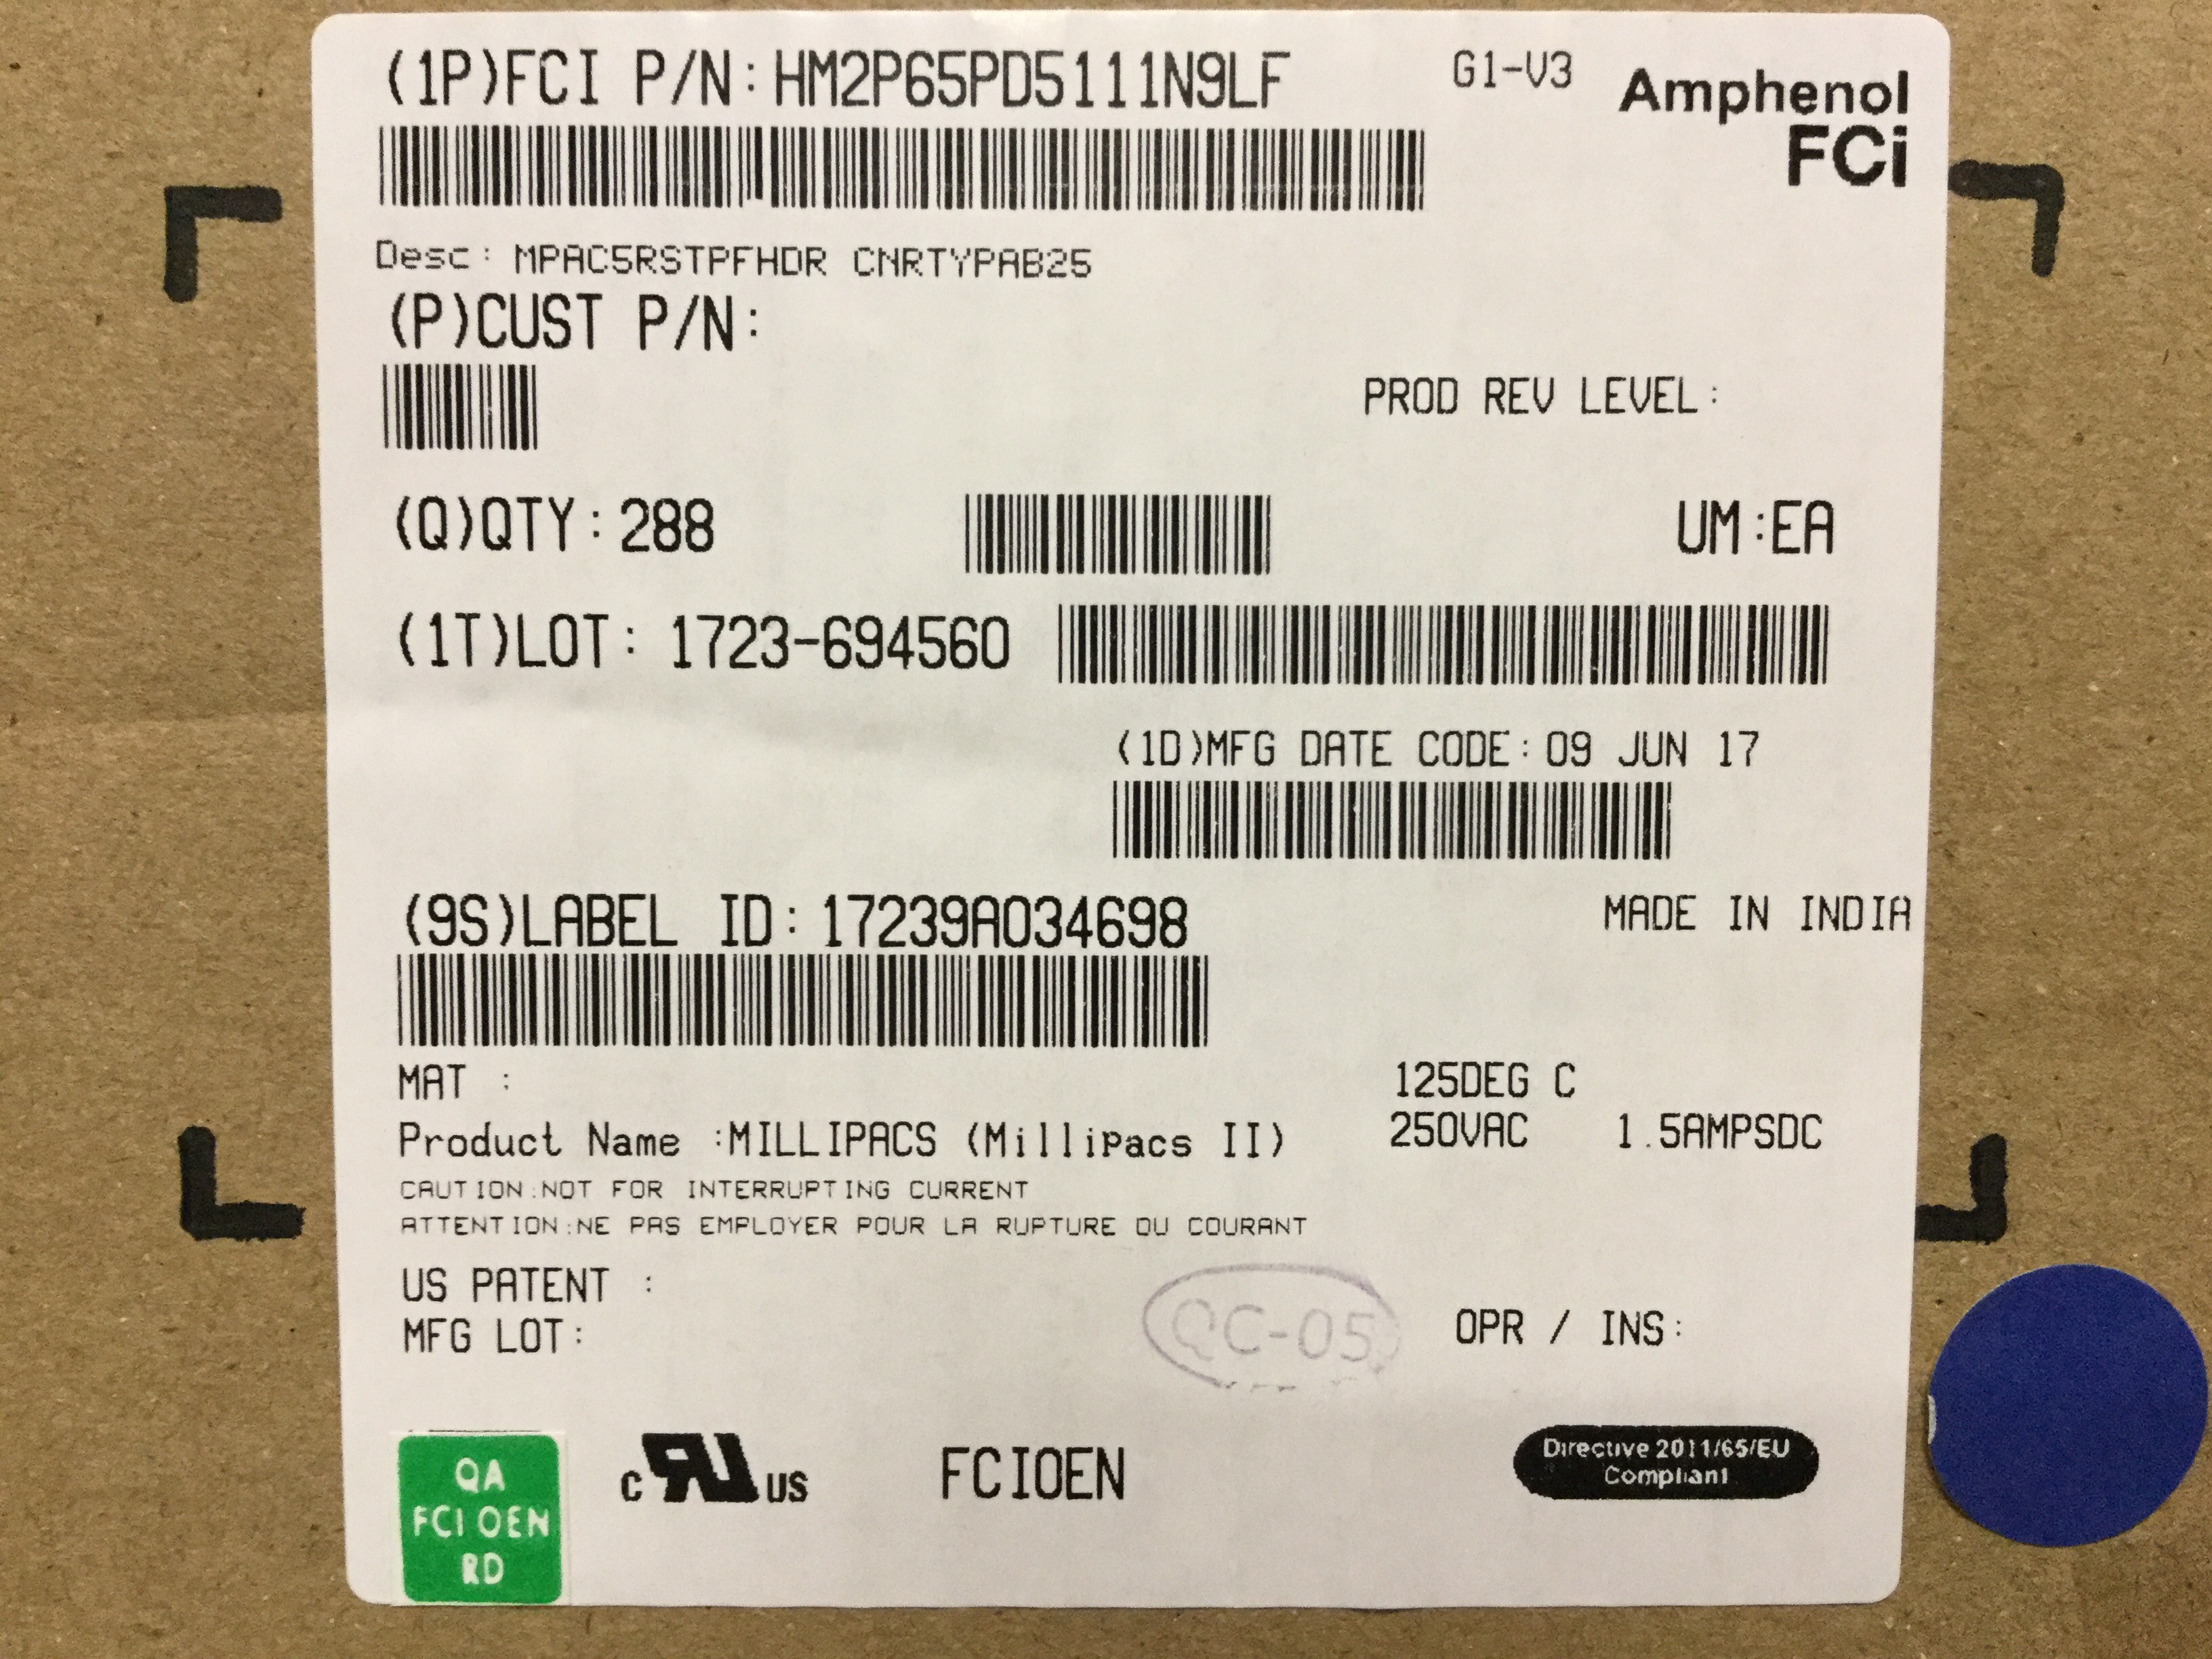 (1P)FCI P/N:HM2P65PD5111N9LF
G1-V3
Amphenol
FCi
Desc: MPAC5RSTPFHDR CNRTYPAB25
(P)CUST P/N:
PROD REV LEVEL:
(Q)QTY:288
UM:EA
(1T)LOT: 1723-694560
(1D)MFG DATE CODE:09 JUN 17
(9S)LABEL ID:17239A034698
MADE IN INDIA
MAT :
125DEG C
250VAC 1.5AMPSDC
Product Name :MILLIPACS (Millipacs II)
CAUTION:NOT FOR INTERRUPTING CURRENT
ATTENTION:NE PAS EMPLOYER POUR LA RUPTURE DU COURANT
US PATENT :
MFG LOT:
QC-05
OPR / INS:
QA
FCI OEN
RD
c RU US
FCIOEN
Directive 2011/65/EU
Compliant